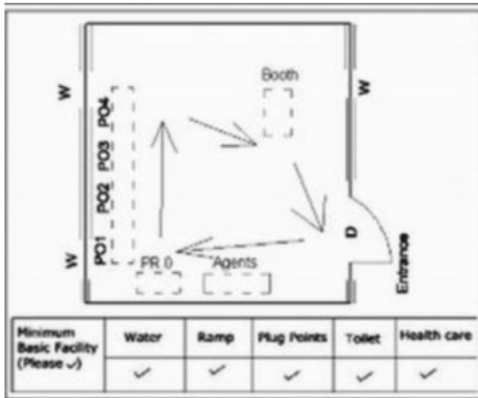 W
W
W
Booth
PO4
PO3
PO2
PO1
PR 0
Agents
D
Entrance
Minimum Basic Facility (Please ✓)
Water
Ramp
Plug Points
Toilet
Health care
✓ ✓ ✓ ✓ ✓